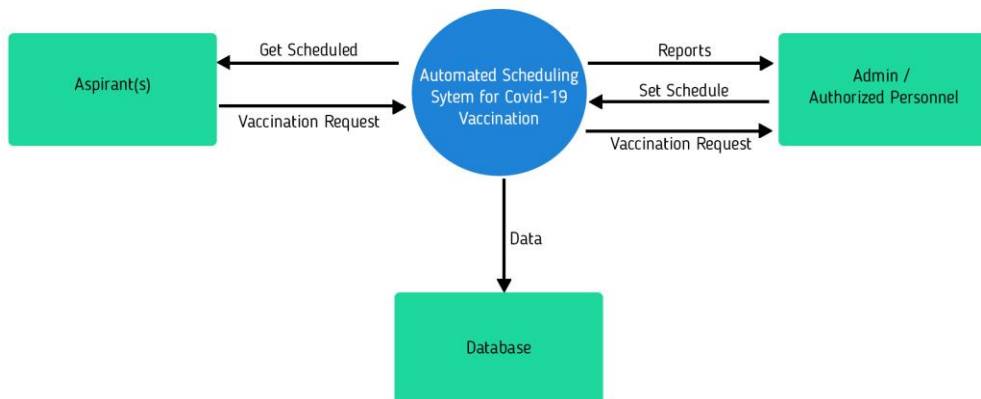 Get Scheduled
Aspirant(s)
Vaccination Request
Automated Scheduling
Sytem for Covid-19
Vaccination
Reports
Set Schedule
Vaccination Request
Admin /
Authorized Personnel
Data
Database